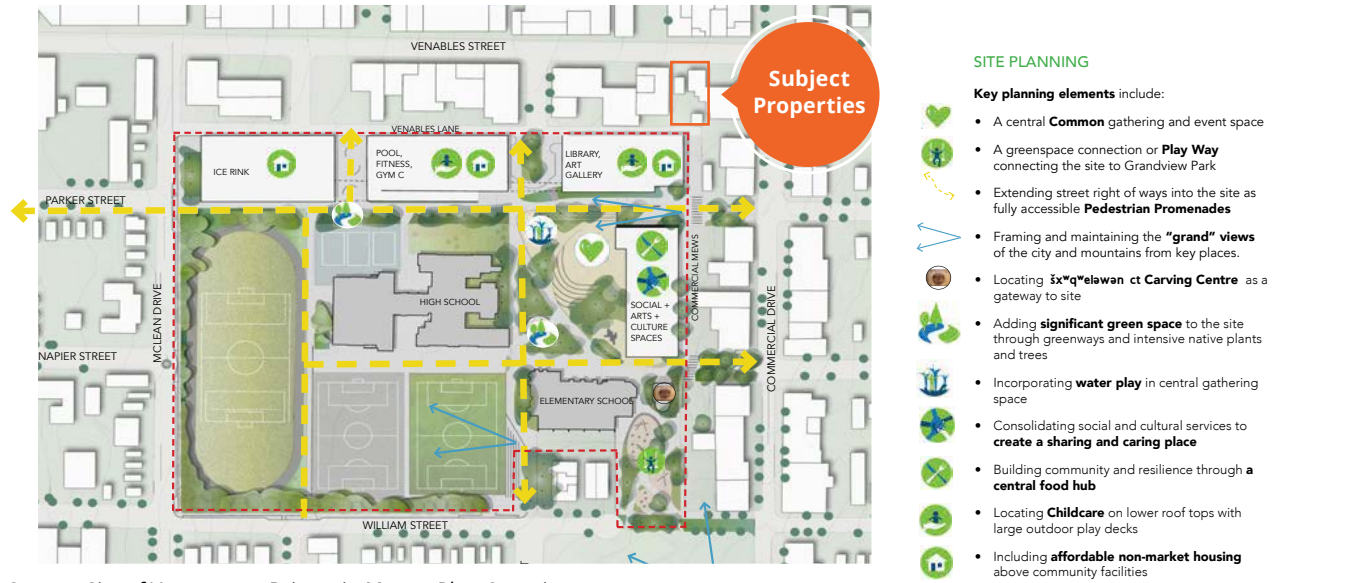 VENABLES STREET
Subject
Properties
VENABLES LANE
ICE RINK
POOL,
FITNESS,
GYM C
LIBRARY,
ART
GALLERY
PARKER STREET
HIGH SCHOOL
SOCIAL +
ARTS +
CULTURE
SPACES
COMMERCIAL MEWS
MCLEAN DRIVE
COMMERCIAL DRIVE
NAPIER STREET
ELEMENTARY SCHOOL
WILLIAM STREET
SITE PLANNING
Key planning elements include:
• A central Common gathering and event space
• A greenspace connection or Play Way
connecting the site to Grandview Park
• Extending street right of ways into the site as
fully accessible Pedestrian Promenades
• Framing and maintaining the “grand” views
of the city and mountains from key places.
• Locating šxʷqʷeləwən ct Carving Centre as a
gateway to site
• Adding significant green space to the site
through greenways and intensive native plants
and trees
• Incorporating water play in central gathering
space
• Consolidating social and cultural services to
create a sharing and caring place
• Building community and resilience through a
central food hub
• Locating Childcare on lower roof tops with
large outdoor play decks
• Including affordable non-market housing
above community facilities